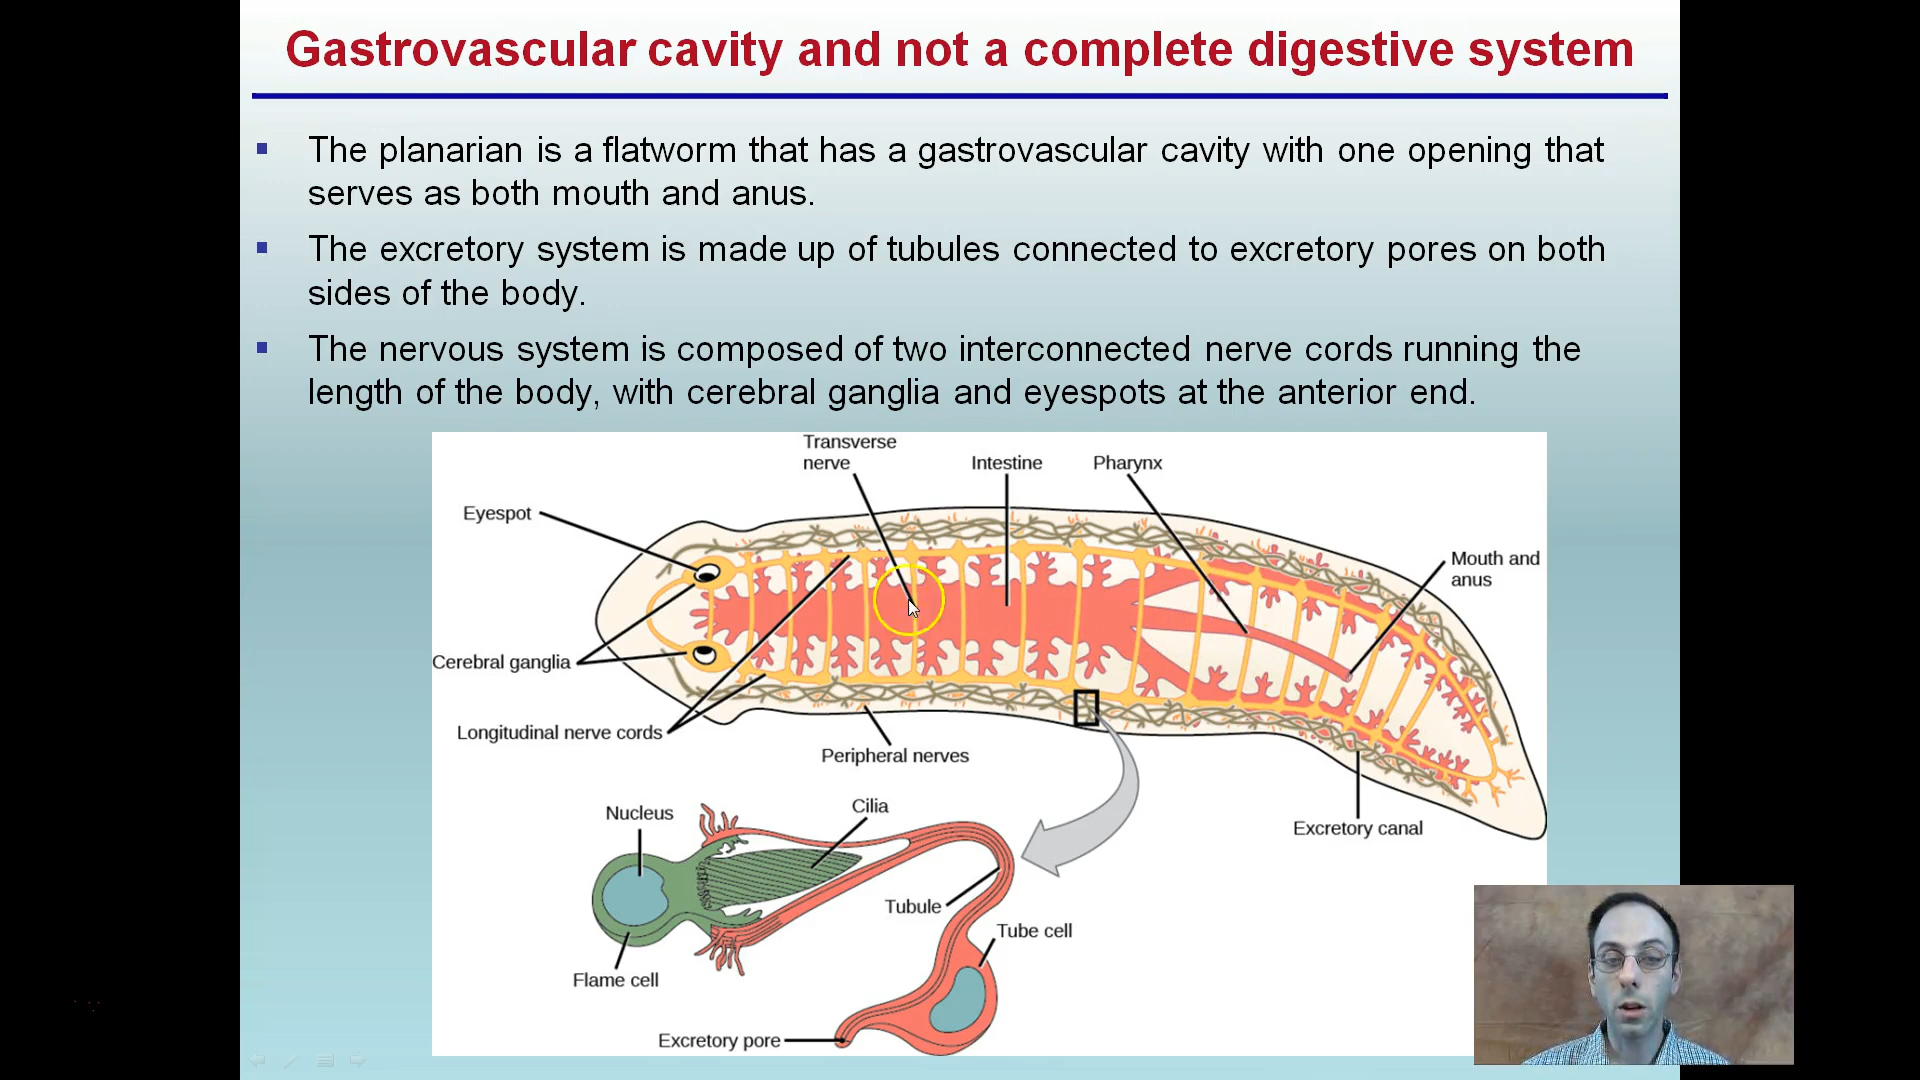 Gastrovascular cavity and not a complete digestive system
The planarian is a flatworm that has a gastrovascular cavity with one opening that
serves as both mouth and anus.
The excretory system is made up of tubules connected to excretory pores on both
sides of the body.
The nervous system is composed of two interconnected nerve cords running the
length of the body, with cerebral ganglia and eyespots at the anterior end.
Transverse
nerve
Intestine
Pharynx
Eyespot
Mouth and
anus
Cerebral ganglia
Longitudinal nerve cords
Peripheral nerves
Nucleus
Cilia
Excretory canal
Tubule
Tube cell
Flame cell
Excretory pore